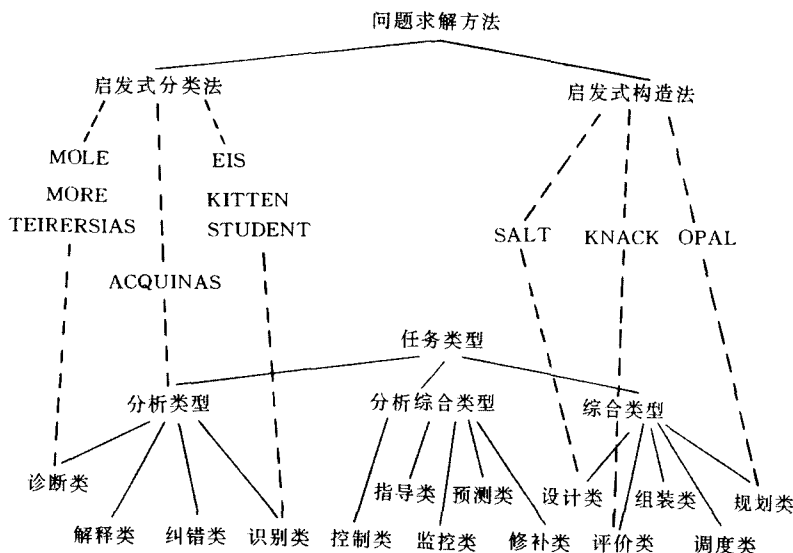 问题求解方法
启发式分类法
启发式构造法
MOLE
EIS
MORE
KITTEN
TEIRERSIAS
STUDENT
SALT
KNACK
OPAL
ACQUINAS
任务类型
分析类型
分析综合类型
综合类型
诊断类
指导类
预测类
设计类
组装类
规划类
解释类
纠错类
识别类
控制类
监控类
修补类
评价类
调度类